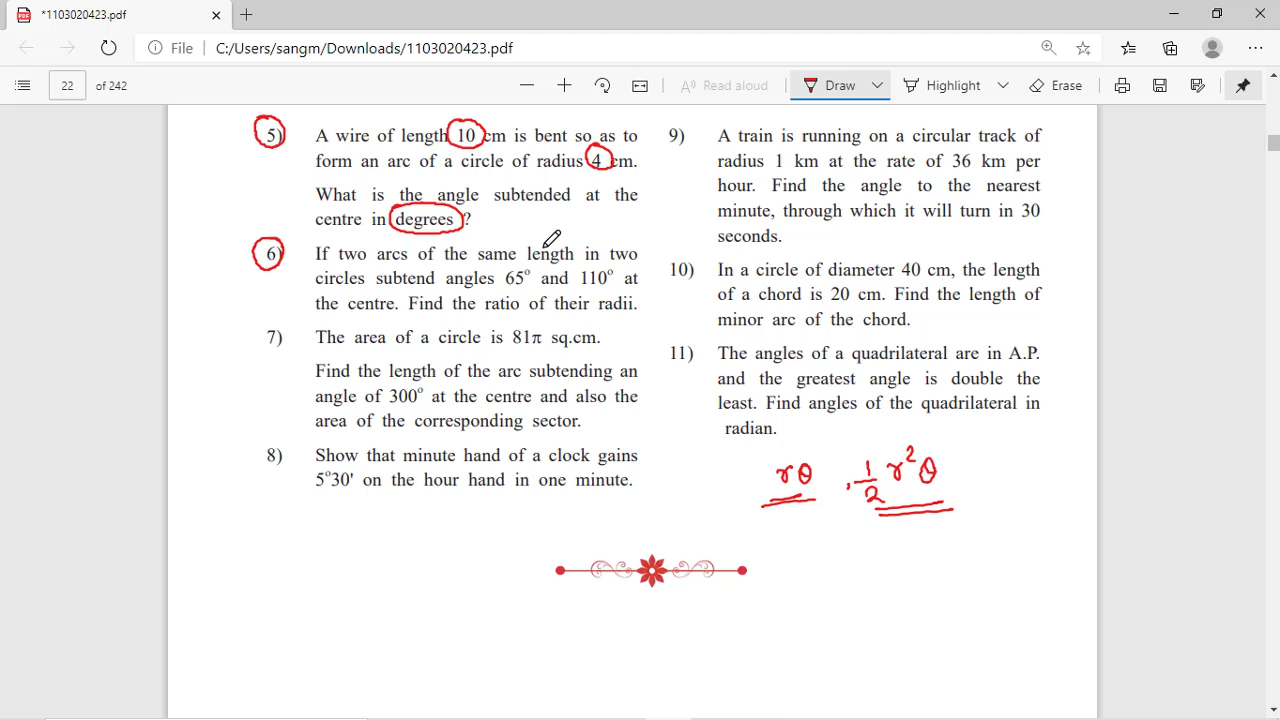 *1103020423.pdf
File
C:/Users/sangm/Downloads/1103020423.pdf
22
of 242
Read aloud
Draw
Highlight
Erase
5) A wire of length 10 cm is bent so as to
form an arc of a circle of radius 4 cm.
What is the angle subtended at the
centre in degrees ?
6) If two arcs of the same length in two
circles subtend angles 65° and 110° at
the centre. Find the ratio of their radii.
7) The area of a circle is 81π sq.cm.
Find the length of the arc subtending an
angle of 300° at the centre and also the
area of the corresponding sector.
8) Show that minute hand of a clock gains
5°30' on the hour hand in one minute.
9) A train is running on a circular track of
radius 1 km at the rate of 36 km per
hour. Find the angle to the nearest
minute, through which it will turn in 30
seconds.
10) In a circle of diameter 40 cm, the length
of a chord is 20 cm. Find the length of
minor arc of the chord.
11) The angles of a quadrilateral are in A.P.
and the greatest angle is double the
least. Find angles of the quadrilateral in
radian.
rθ , 1/2 r²θ